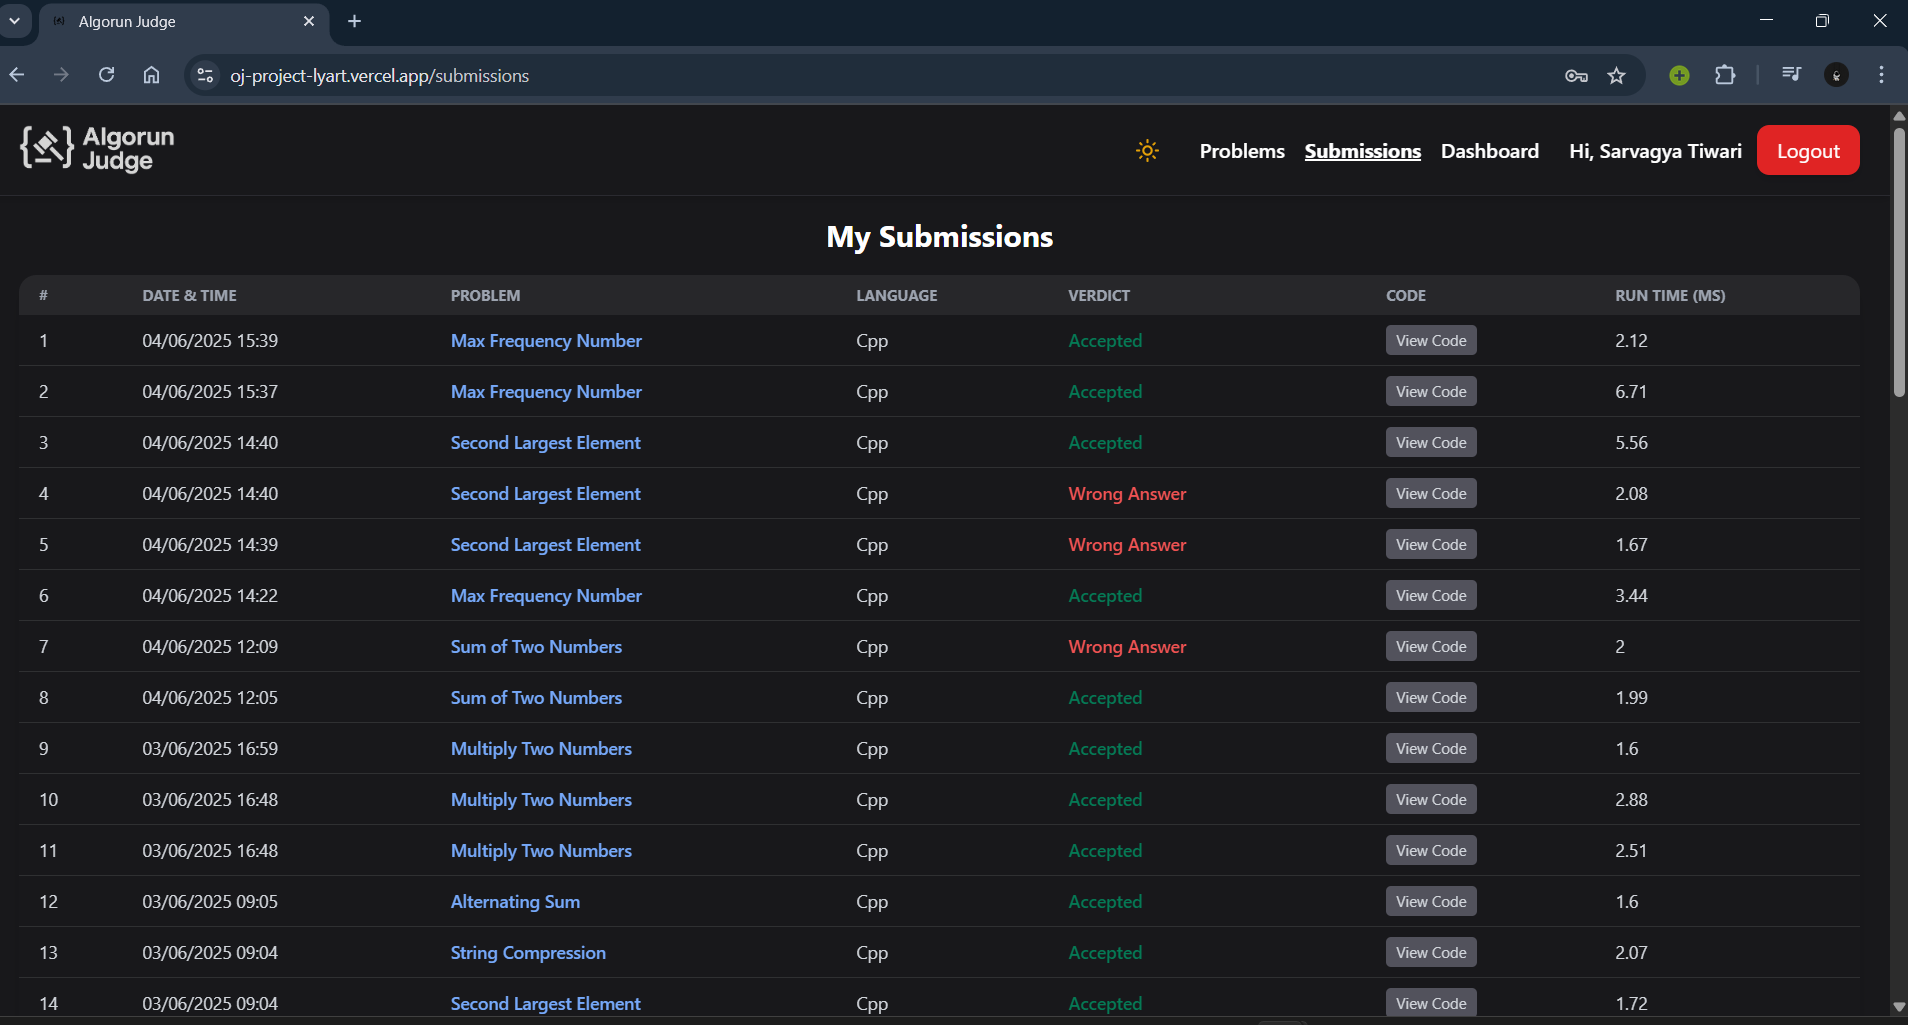 Algorun Judge
oj-project-lyart.vercel.app/submissions
Algorun
Judge
Problems Submissions Dashboard Hi, Sarvagya Tiwari Logout
My Submissions
# DATE & TIME PROBLEM LANGUAGE VERDICT CODE RUN TIME (MS)
1 04/06/2025 15:39 Max Frequency Number Cpp Accepted View Code 2.12
2 04/06/2025 15:37 Max Frequency Number Cpp Accepted View Code 6.71
3 04/06/2025 14:40 Second Largest Element Cpp Accepted View Code 5.56
4 04/06/2025 14:40 Second Largest Element Cpp Wrong Answer View Code 2.08
5 04/06/2025 14:39 Second Largest Element Cpp Wrong Answer View Code 1.67
6 04/06/2025 14:22 Max Frequency Number Cpp Accepted View Code 3.44
7 04/06/2025 12:09 Sum of Two Numbers Cpp Wrong Answer View Code 2
8 04/06/2025 12:05 Sum of Two Numbers Cpp Accepted View Code 1.99
9 03/06/2025 16:59 Multiply Two Numbers Cpp Accepted View Code 1.6
10 03/06/2025 16:48 Multiply Two Numbers Cpp Accepted View Code 2.88
11 03/06/2025 16:48 Multiply Two Numbers Cpp Accepted View Code 2.51
12 03/06/2025 09:05 Alternating Sum Cpp Accepted View Code 1.6
13 03/06/2025 09:04 String Compression Cpp Accepted View Code 2.07
14 03/06/2025 09:04 Second Largest Element Cpp Accepted View Code 1.72